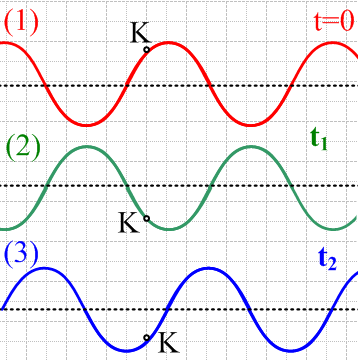 (1) t=0
K
(2) t₁
K
(3) t₂
K